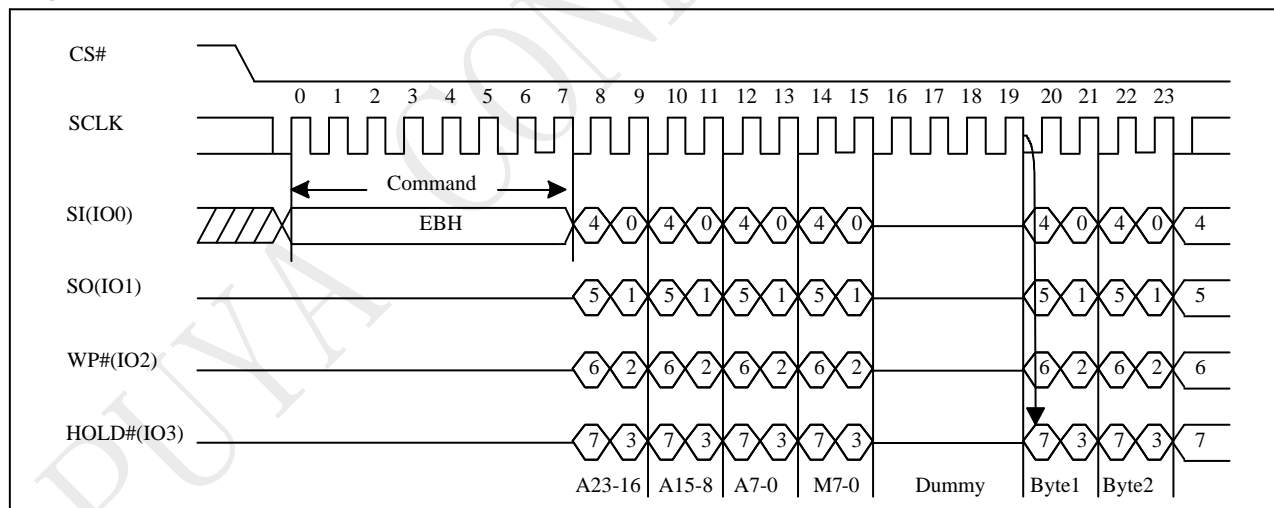 PUYA CON
CS#
0 1 2 3 4 5 6 7 8 9 10 11 12 13 14 15 16 17 18 19 20 21 22 23
SCLK
Command
SI(IO0) EBH 4 0 4 0 4 0 4 0 4 0 4 0 4
SO(IO1) 5 1 5 1 5 1 5 1 5 1 5 1 5
WP#(IO2) 6 2 6 2 6 2 6 2 6 2 6 2 6
HOLD#(IO3) 7 3 7 3 7 3 7 3 7 3 7 3 7
A23-16 A15-8 A7-0 M7-0 Dummy Byte1 Byte2